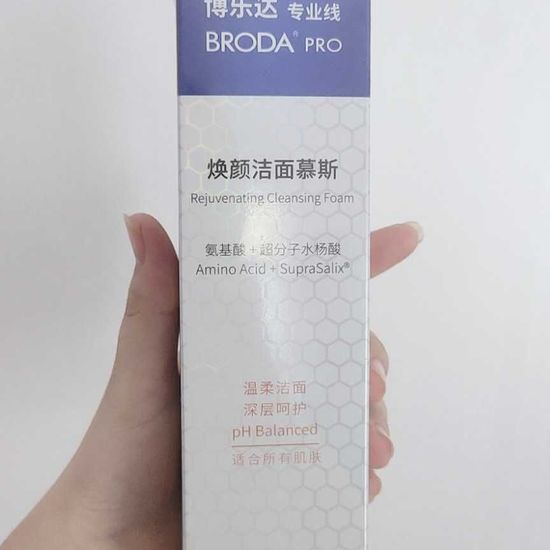 博乐达 专业线
BRODA® PRO
焕颜洁面慕斯
Rejuvenating Cleansing Foam
氨基酸 + 超分子水杨酸
Amino Acid + SupraSalix®
温柔洁面
深层呵护
pH Balanced
适合所有肌肤